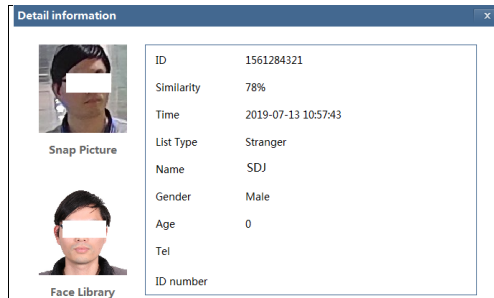 Detail information x
Snap Picture
Face Library
ID 1561284321
Similarity 78%
Time 2019-07-13 10:57:43
List Type Stranger
Name SDJ
Gender Male
Age 0
Tel
ID number